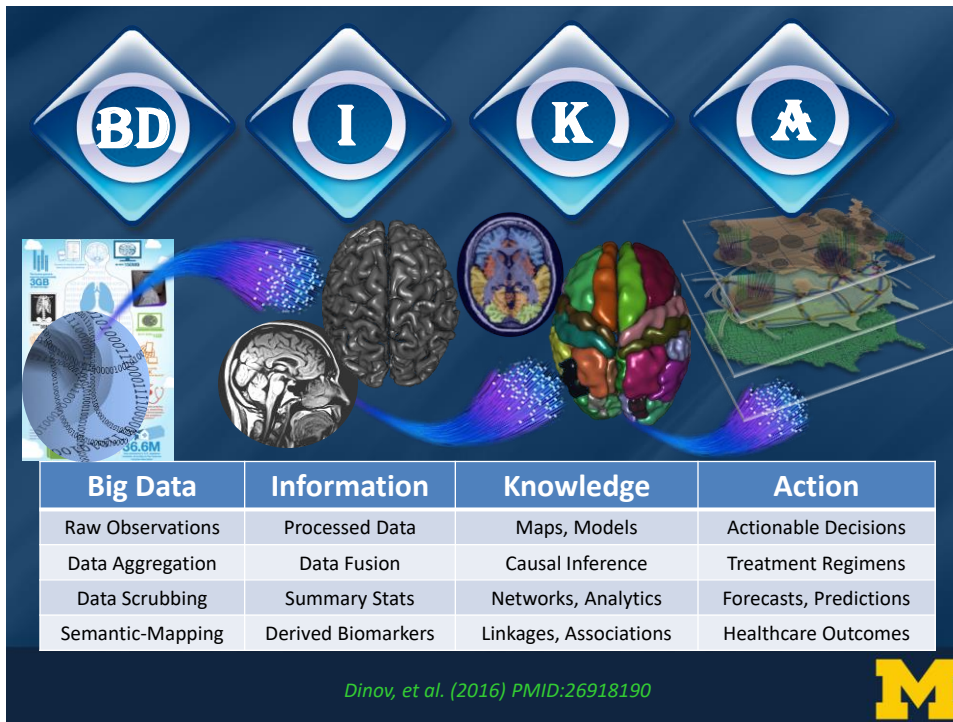 BD I K A
3GB
36.6M
Big Data Information Knowledge Action
Raw Observations Processed Data Maps, Models Actionable Decisions
Data Aggregation Data Fusion Causal Inference Treatment Regimens
Data Scrubbing Summary Stats Networks, Analytics Forecasts, Predictions
Semantic-Mapping Derived Biomarkers Linkages, Associations Healthcare Outcomes
Dinov, et al. (2016) PMID:26918190
M